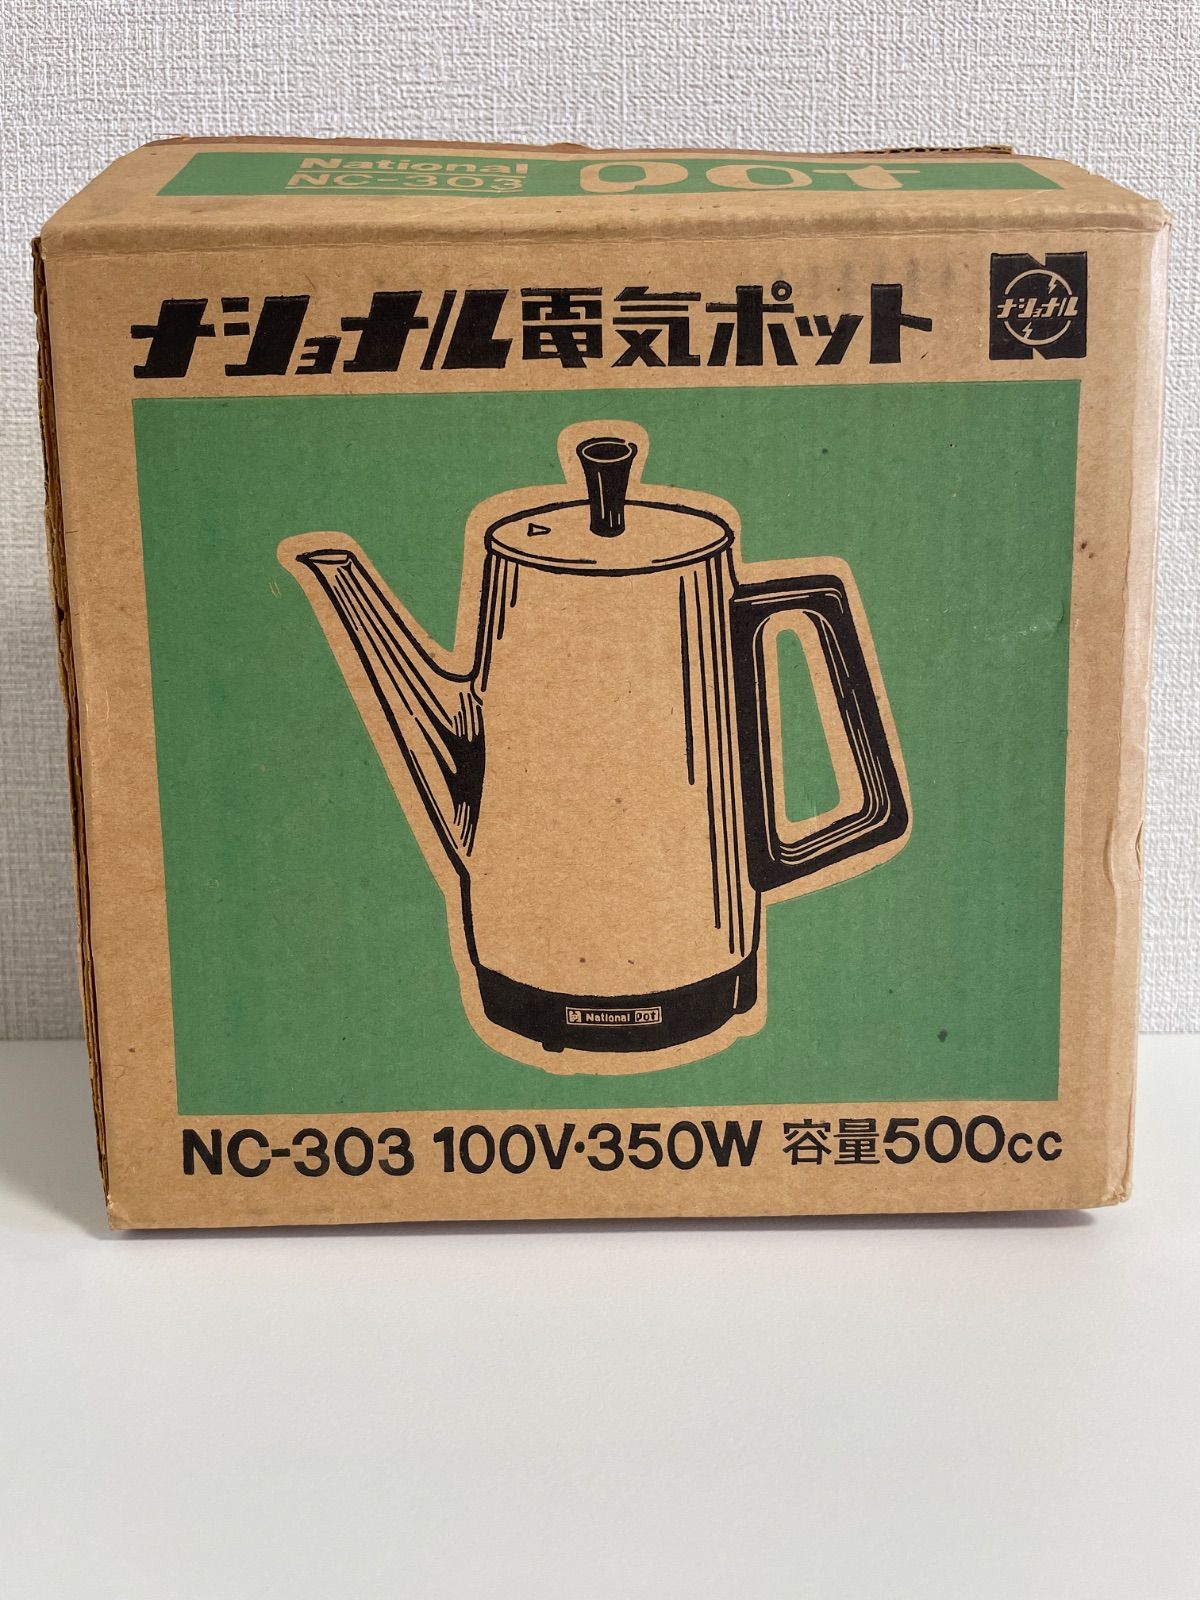 National
NC-303 pot
ナショナル電気ポット
ナショナル
National pot
NC-303 100V·350W 容量500cc